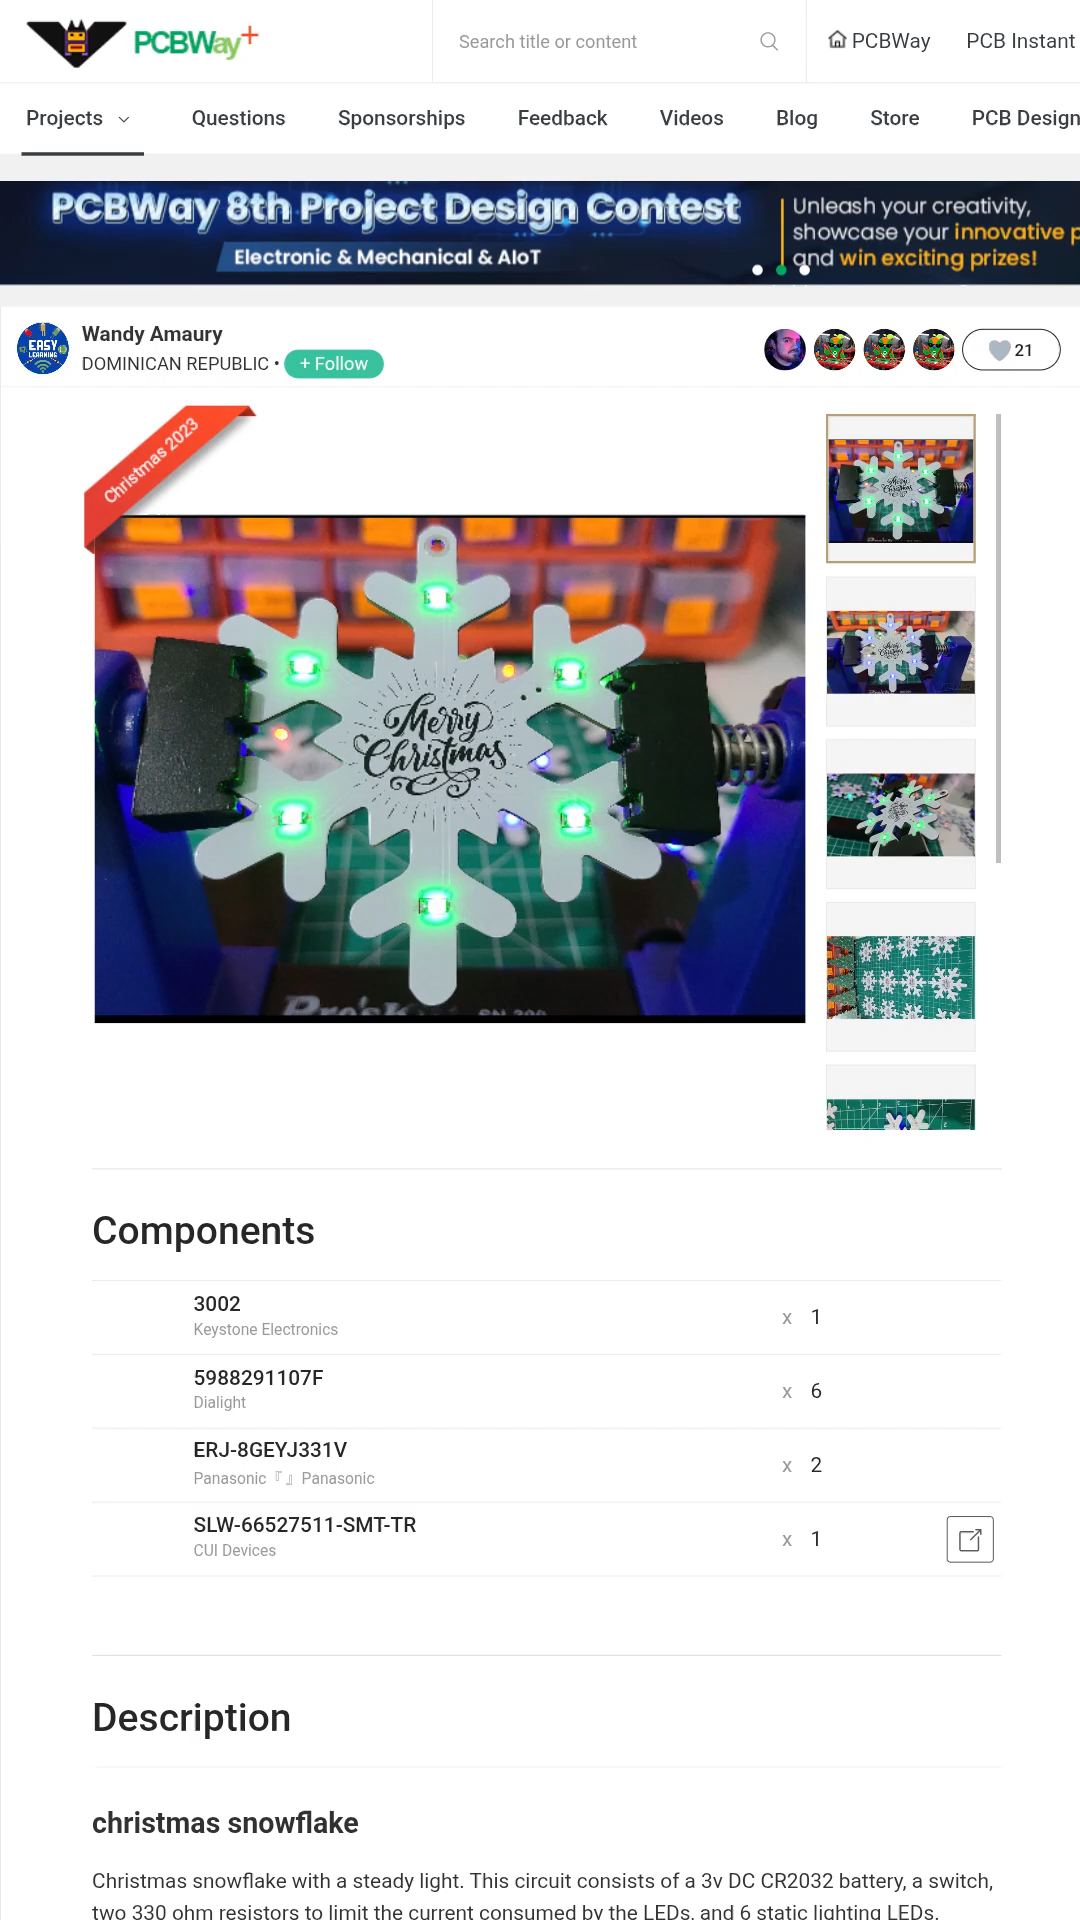 PCBWay+
Search title or content
PCBWay
PCB Instant
Projects
Questions
Sponsorships
Feedback
Videos
Blog
Store
PCB Design
PCBWay 8th Project Design Contest
Electronic & Mechanical & AIoT
Unleash your creativity,
showcase your innovative p
and win exciting prizes!
EASY
LEARNING
Wandy Amaury
DOMINICAN REPUBLIC •
+ Follow
21
Christmas 2023
Merry
Christmas
Components
3002
Keystone Electronics
x 1
5988291107F
Dialight
x 6
ERJ-8GEYJ331V
Panasonic『』Panasonic
x 2
SLW-66527511-SMT-TR
CUI Devices
x 1
Description
christmas snowflake
Christmas snowflake with a steady light. This circuit consists of a 3v DC CR2032 battery, a switch,
two 330 ohm resistors to limit the current consumed by the LEDs, and 6 static lighting LEDs.